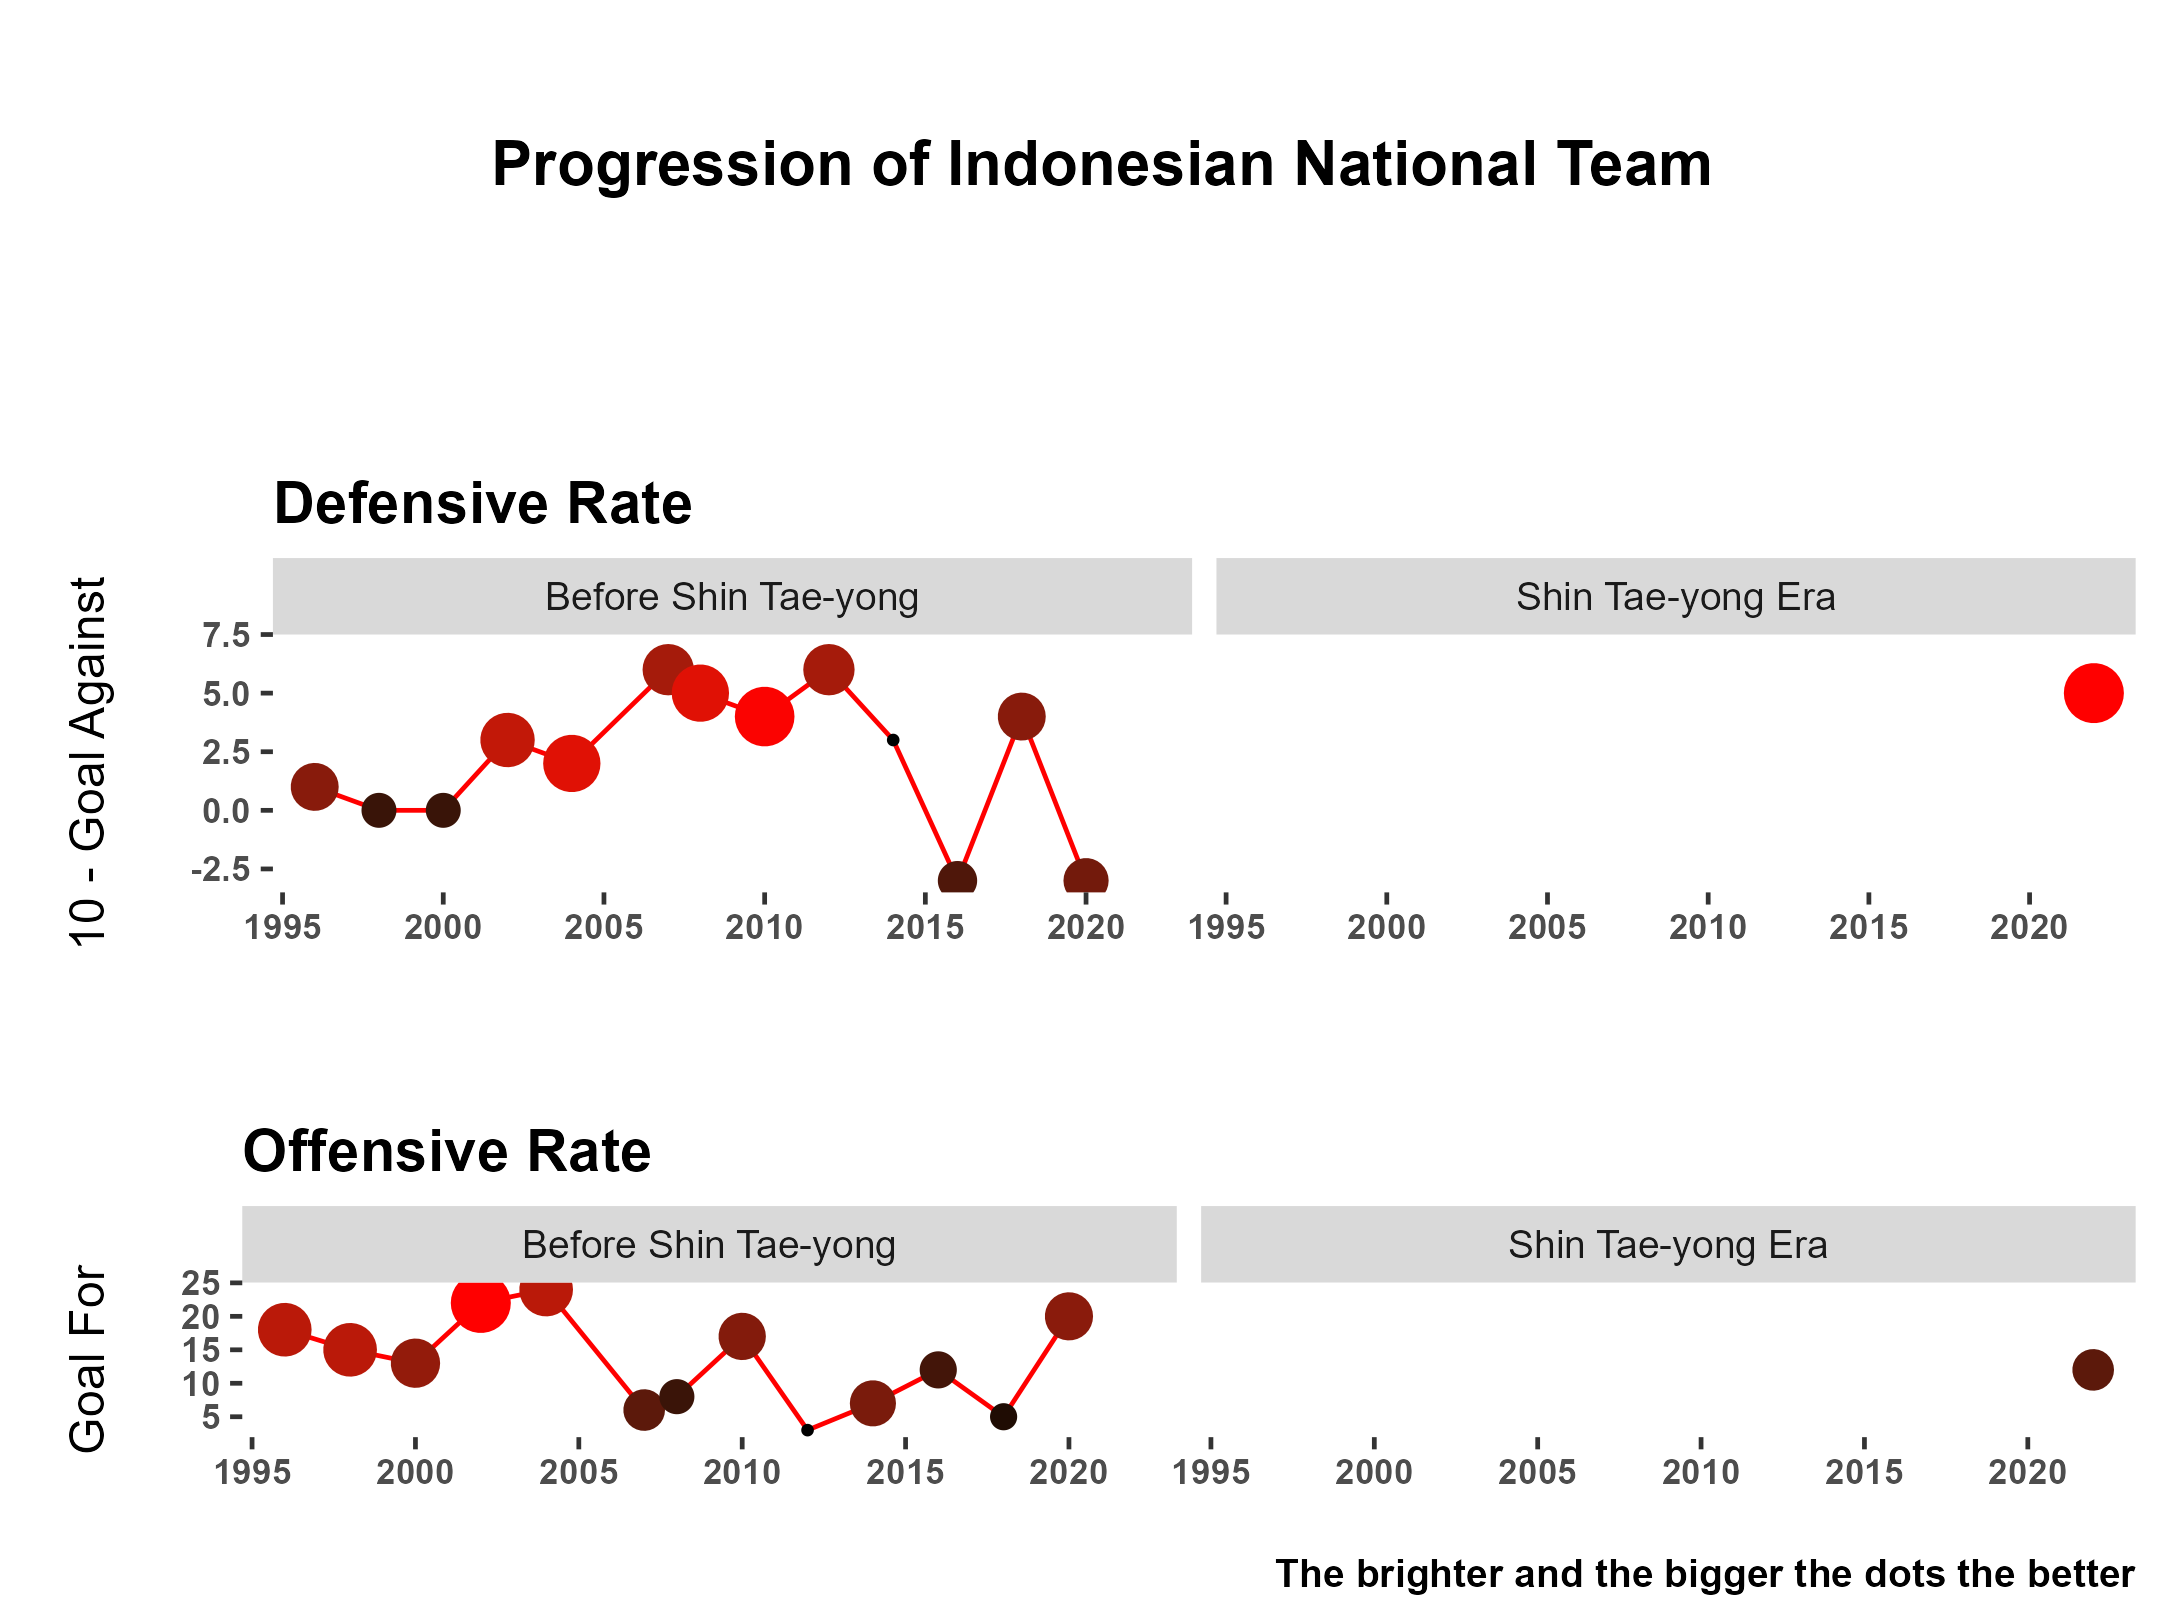 Progression of Indonesian National Team
Defensive Rate
Before Shin Tae-yong
Shin Tae-yong Era
10 - Goal Against
7.5
5.0
2.5
0.0
-2.5
1995 2000 2005 2010 2015 2020 1995 2000 2005 2010 2015 2020
Offensive Rate
Before Shin Tae-yong
Shin Tae-yong Era
Goal For
25
20
15
10
5
1995 2000 2005 2010 2015 2020 1995 2000 2005 2010 2015 2020
The brighter and the bigger the dots the better